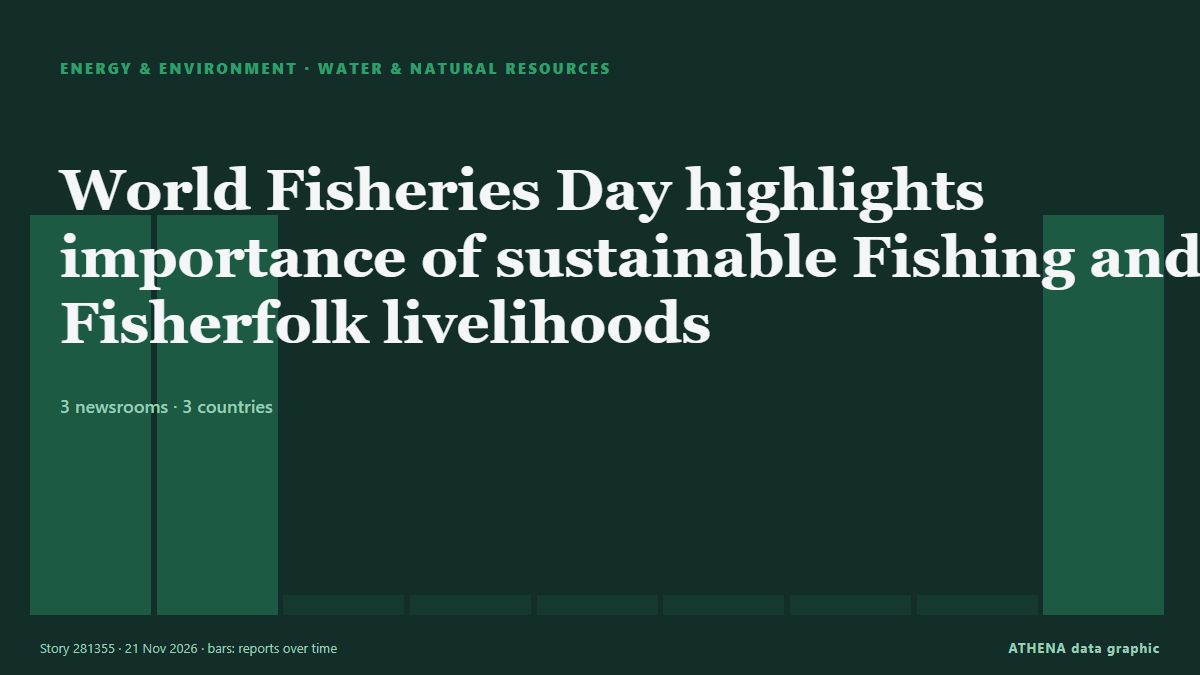 ENERGY & ENVIRONMENT · WATER & NATURAL RESOURCES
World Fisheries Day highlights
importance of sustainable Fishing and
Fisherfolk livelihoods
3 newsrooms · 3 countries
Story 281355 · 21 Nov 2026 · bars: reports over time
ATHENA data graphic